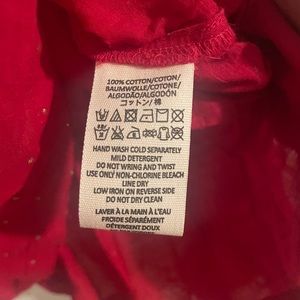 100% COTTON/COTON/
BAUMWOLLE/COTONE/
ALGODÃO/ALGODÓN
コットン/棉
HAND WASH COLD SEPARATELY
MILD DETERGENT
DO NOT WRING AND TWIST
USE ONLY NON-CHLORINE BLEACH
LINE DRY
LOW IRON ON REVERSE SIDE
DO NOT DRY CLEAN
LAVER À LA MAIN À L'EAU
FROIDE SÉPARÉMENT
DÉTERGENT DOUX